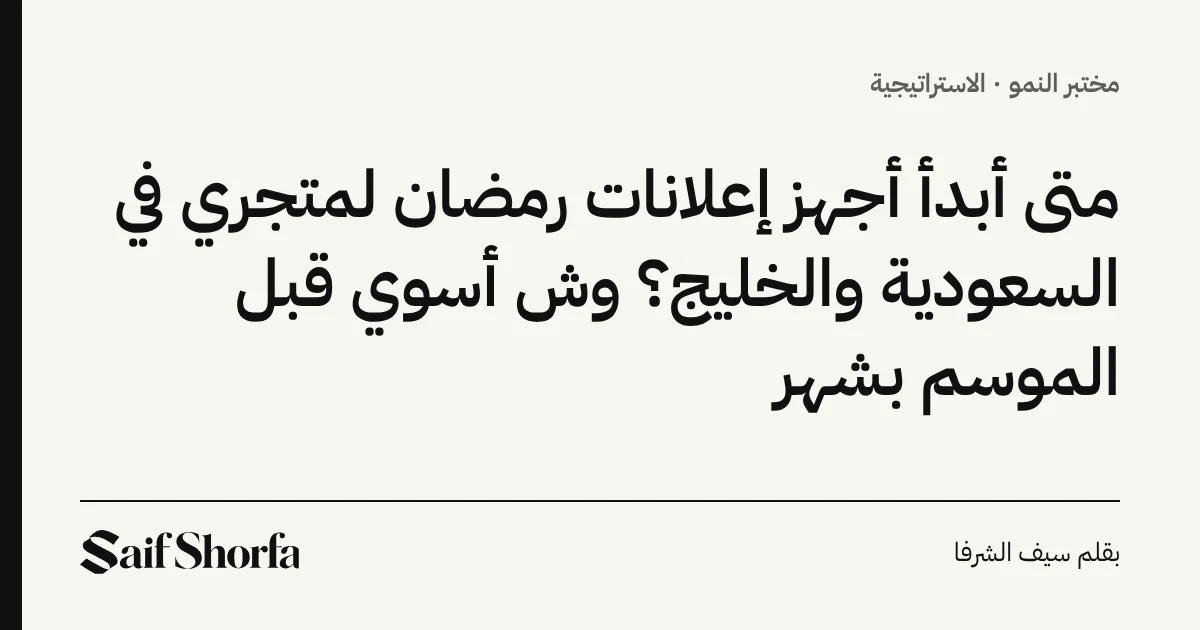 مختبر النمو · الاستراتيجية
متى أبدأ أجهز إعلانات رمضان لمتجري في
السعودية والخليج؟ وش أسوي قبل
الموسم بشهر
بقلم سيف الشرفا
Saif Shorfa